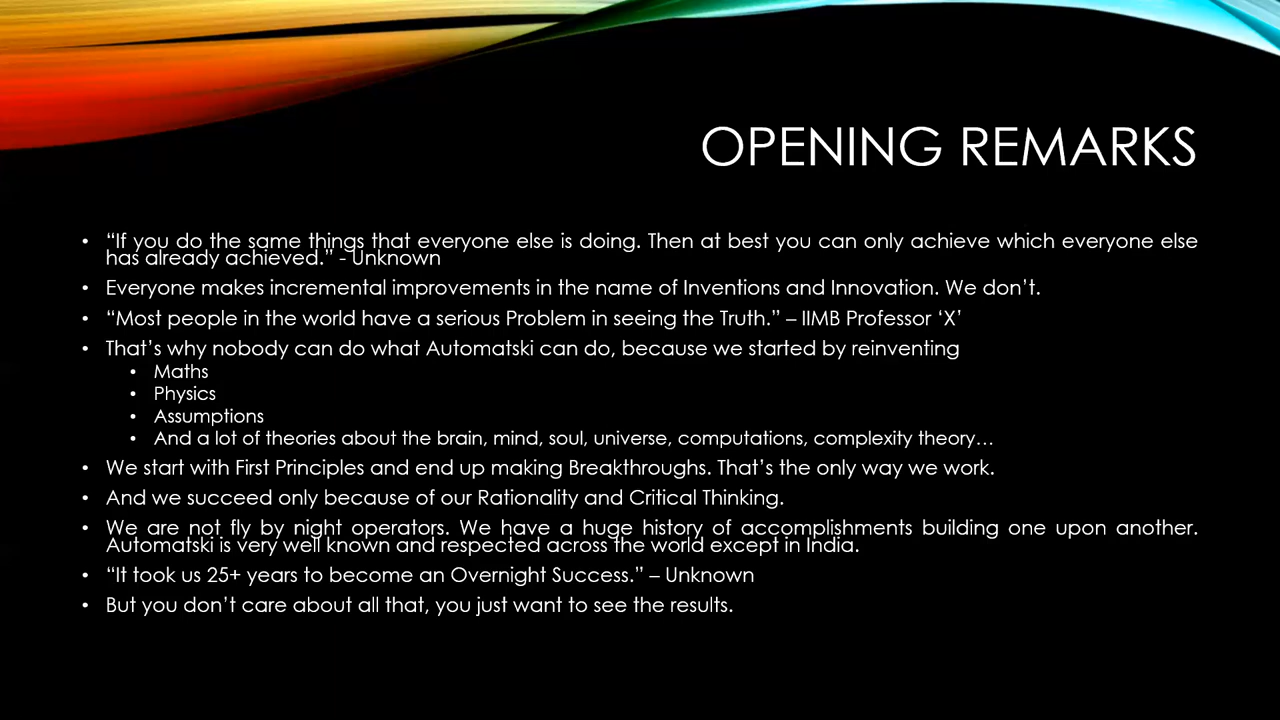 OPENING REMARKS
• “If you do the same things that everyone else is doing. Then at best you can only achieve which everyone else
has already achieved.” - Unknown
• Everyone makes incremental improvements in the name of Inventions and Innovation. We don’t.
• “Most people in the world have a serious Problem in seeing the Truth.” – IIMB Professor ‘X’
• That’s why nobody can do what Automatski can do, because we started by reinventing
• Maths
• Physics
• Assumptions
• And a lot of theories about the brain, mind, soul, universe, computations, complexity theory…
• We start with First Principles and end up making Breakthroughs. That’s the only way we work.
• And we succeed only because of our Rationality and Critical Thinking.
• We are not fly by night operators. We have a huge history of accomplishments building one upon another.
Automatski is very well known and respected across the world except in India.
• “It took us 25+ years to become an Overnight Success.” – Unknown
• But you don’t care about all that, you just want to see the results.